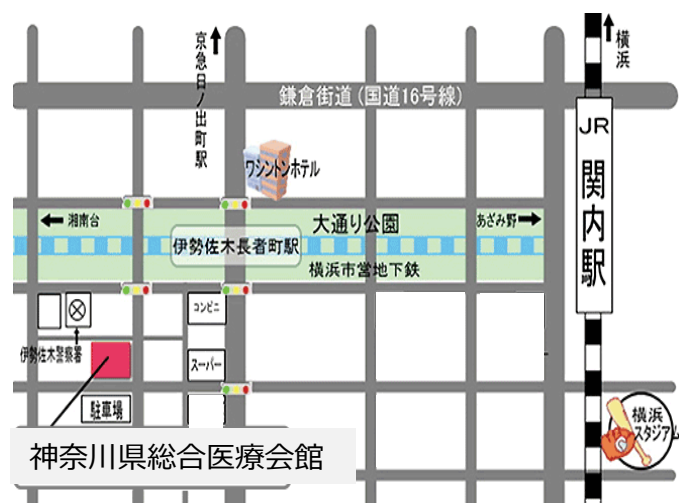 京急日ノ出町駅
横浜
鎌倉街道(国道16号線)
JR
関内駅
ワシントンホテル
湘南台
大通り公園
あざみ野
伊勢佐木長者町駅
横浜市営地下鉄
コンビニ
伊勢佐木警察署
スーパー
駐車場
横浜
スタジアム
神奈川県総合医療会館